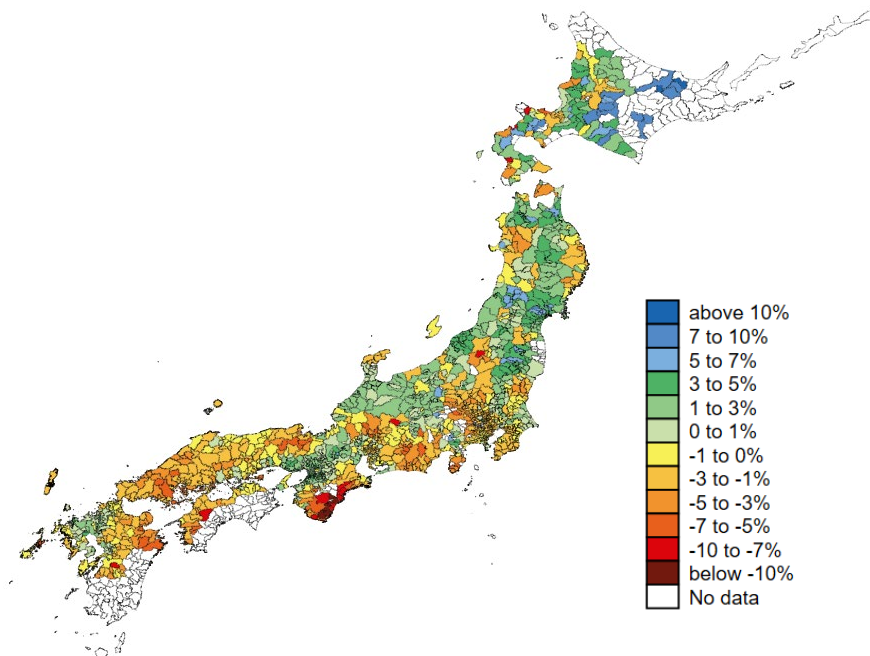 above 10%
7 to 10%
5 to 7%
3 to 5%
1 to 3%
0 to 1%
-1 to 0%
-3 to -1%
-5 to -3%
-7 to -5%
-10 to -7%
below -10%
No data